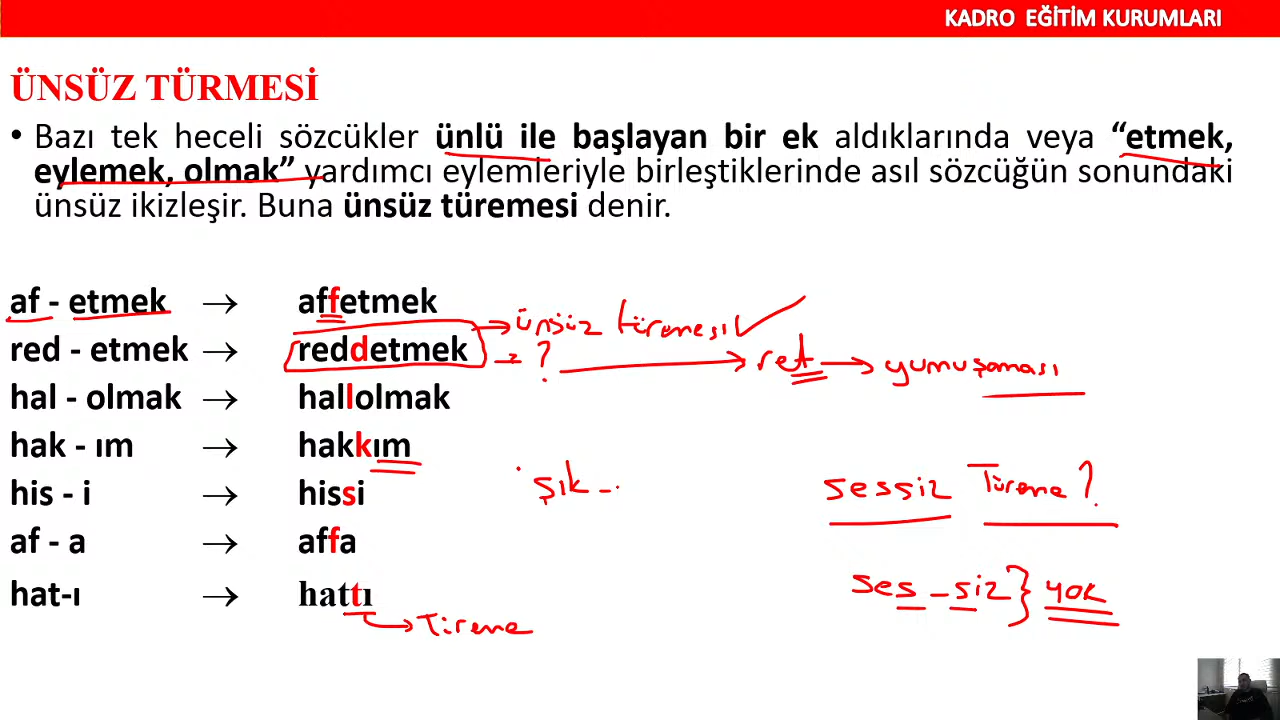 KADRO EĞİTİM KURUMLARI
ÜNSÜZ TÜRMESİ
• Bazı tek heceli sözcükler ünlü ile başlayan bir ek aldıklarında veya “etmek,
eylemek, olmak” yardımcı eylemleriyle birleştiklerinde asıl sözcüğün sonundaki
ünsüz ikizleşir. Buna ünsüz türemesi denir.
af - etmek → affetmek
→ ünsüz türemesi
red - etmek → reddetmek → ? → ret → yumuşaması
hal - olmak → hallolmak
hak - ım → hakkım
his - i → hissi
şık - sessiz Türeme ?
af - a → affa
hat-ı → hattı
ses - siz } yok
→ Türeme